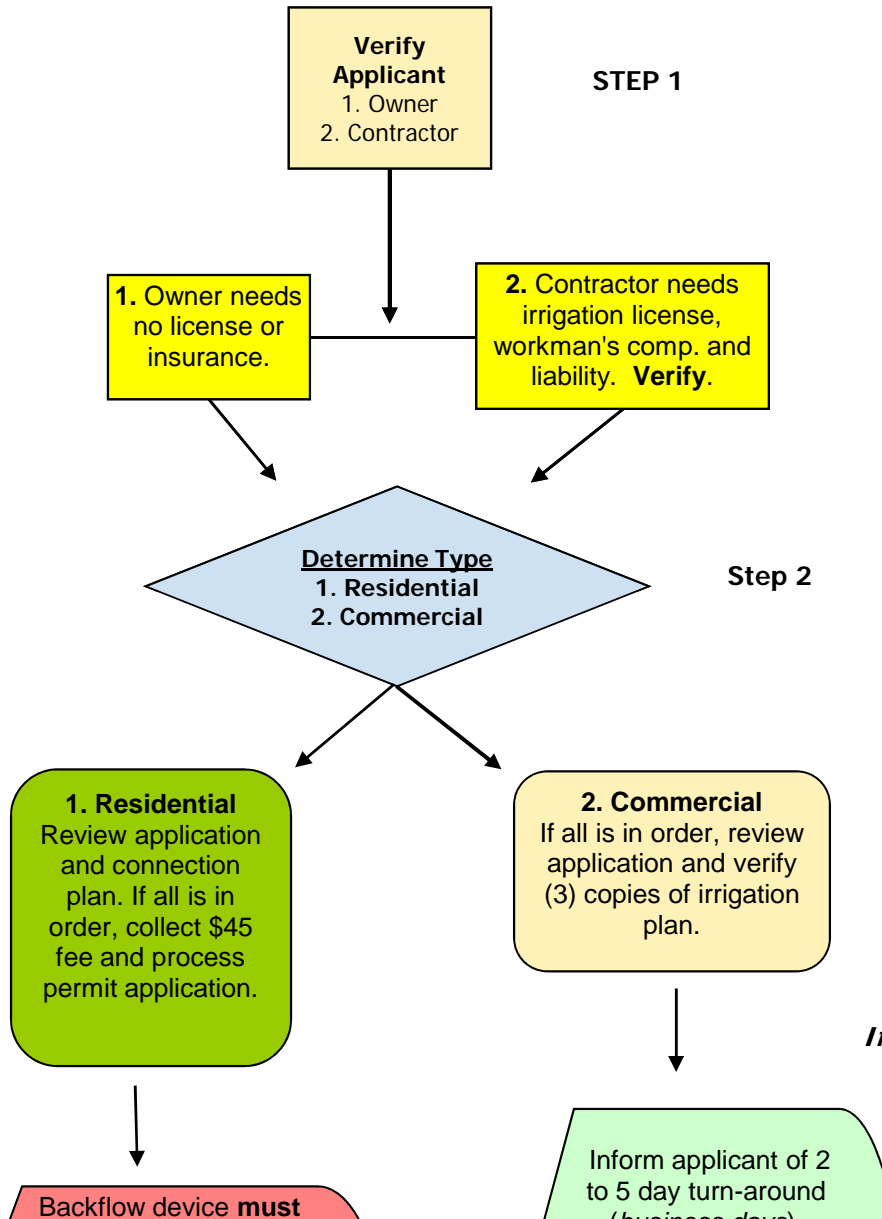 Verify
Applicant
1. Owner
2. Contractor
STEP 1
1. Owner needs
no license or
insurance.
2. Contractor needs
irrigation license,
workman's comp. and
liability.  Verify.
Determine Type
1. Residential
2. Commercial
Step 2
1. Residential
Review application
and connection
plan. If all is in
order, collect $45
fee and process
permit application.
2. Commercial
If all is in order, review
application and verify
(3) copies of irrigation
plan.
Backflow device must
Inform applicant of 2
to 5 day turn-around
(business days)